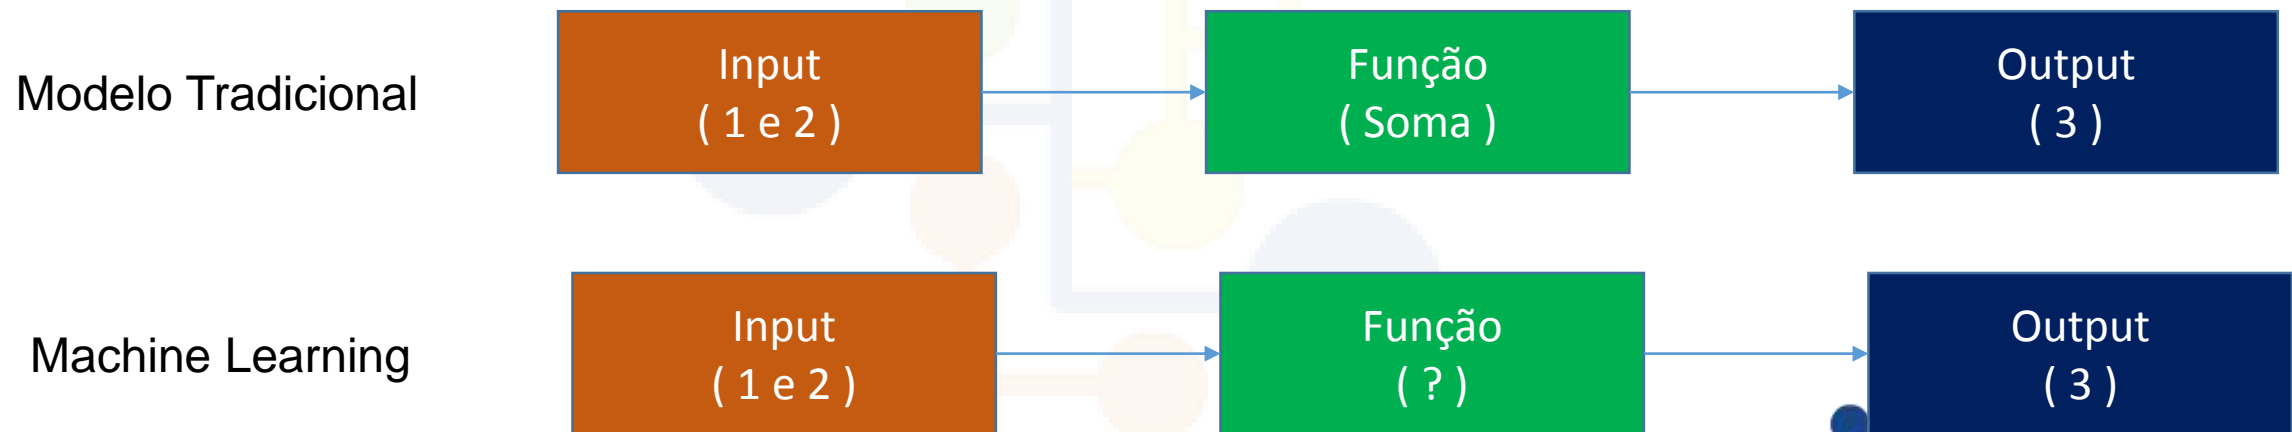 Modelo Tradicional
Input
( 1 e 2 )
Função
( Soma )
Output
( 3 )
Machine Learning
Input
( 1 e 2 )
Função
( ? )
Output
( 3 )